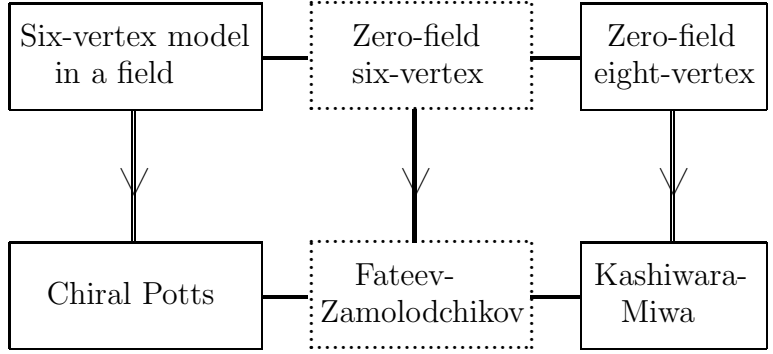 Six-vertex model
in a field
Zero-field
six-vertex
Zero-field
eight-vertex
Chiral Potts
Fateev-
Zamolodchikov
Kashiwara-
Miwa